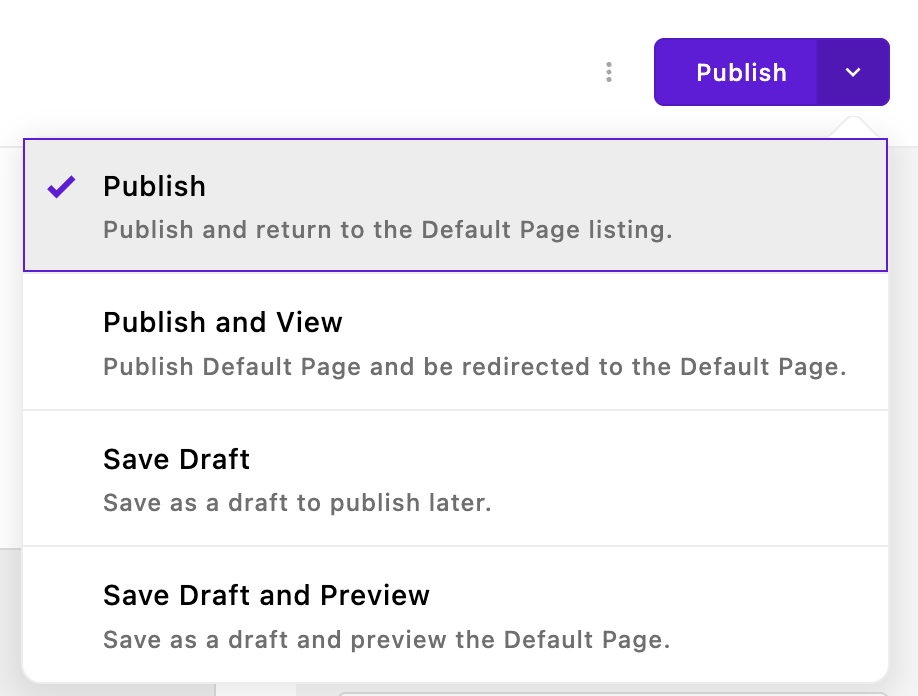 Publish
Publish
Publish and return to the Default Page listing.
Publish and View
Publish Default Page and be redirected to the Default Page.
Save Draft
Save as a draft to publish later.
Save Draft and Preview
Save as a draft and preview the Default Page.